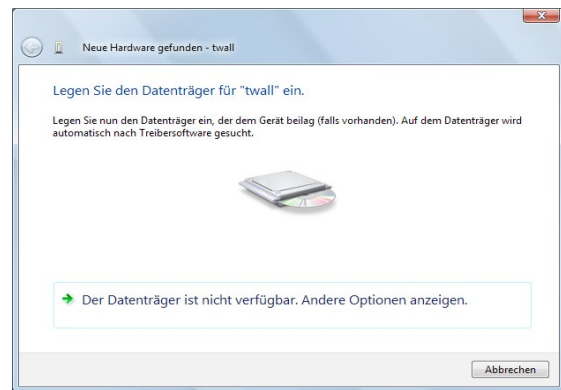 Neue Hardware gefunden - twall
Legen Sie den Datenträger für "twall" ein.
Legen Sie nun den Datenträger ein, der dem Gerät beilag (falls vorhanden). Auf dem Datenträger wird
automatisch nach Treibersoftware gesucht.
Der Datenträger ist nicht verfügbar. Andere Optionen anzeigen.
Abbrechen